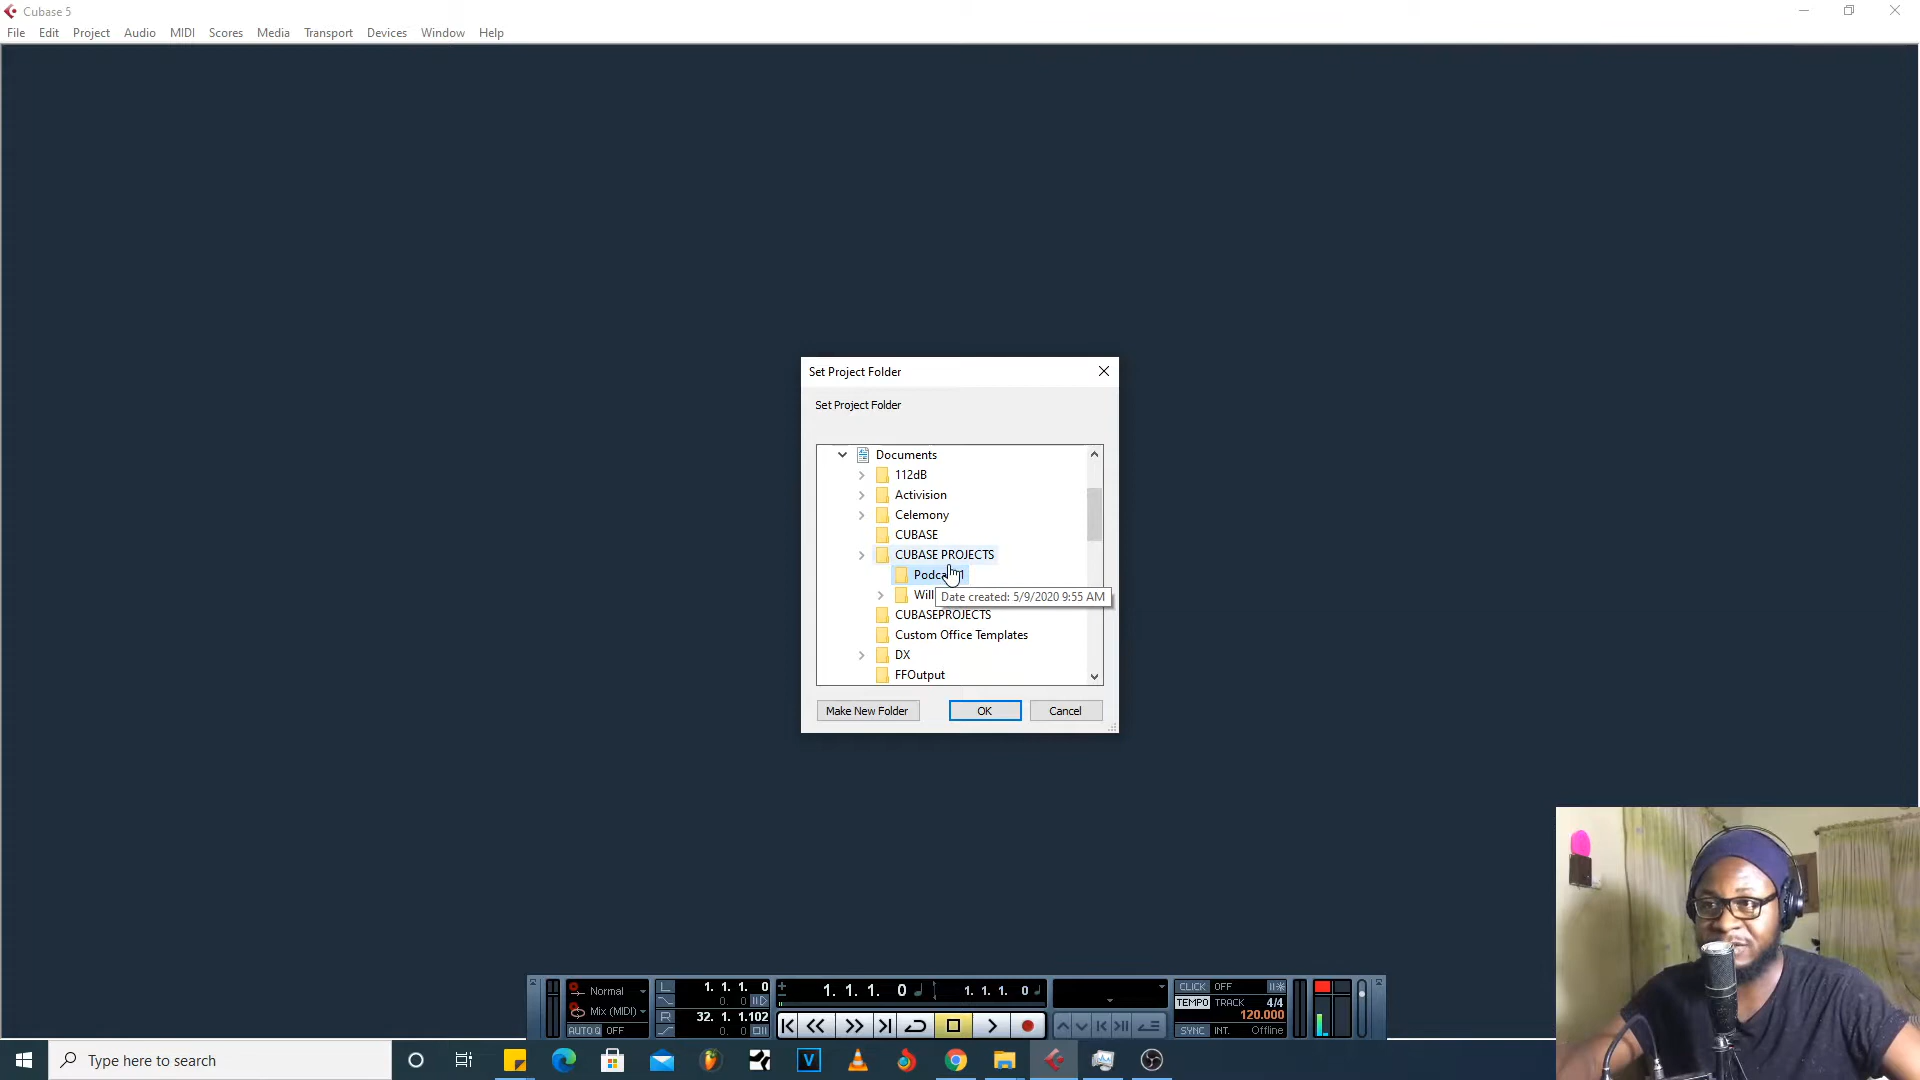 Cubase 5
File Edit Project Audio MIDI Scores Media Transport Devices Window Help
Set Project Folder
Set Project Folder
Documents
112dB
Activision
Celemony
CUBASE
CUBASE PROJECTS
Will
Date created: 5/9/2020 9:55 AM
CUBASEPROJECTS
Custom Office Templates
DX
FFOutput
Make New Folder OK Cancel
Normal
Mix (MIDI)
AUTO Q OFF
L 1. 1. 1. 0
0. 0
R 32. 1. 1.102
0. 0
1. 1. 1. 0 1. 1. 1. 0
CLICK OFF
TEMPO TRACK 4/4
120.000
SYNC INT. Offline
Type here to search
V